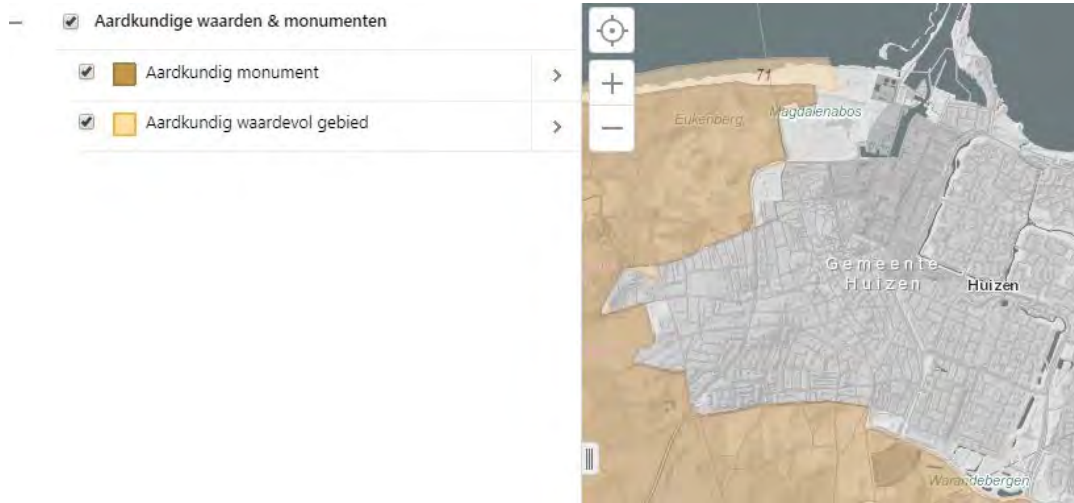 Aardkundige waarden & monumenten
Aardkundig monument
Aardkundig waardevol gebied
71
Eukenberg
Magdalenabos
Gemeente
Huizen
Huizen
Warandebergen